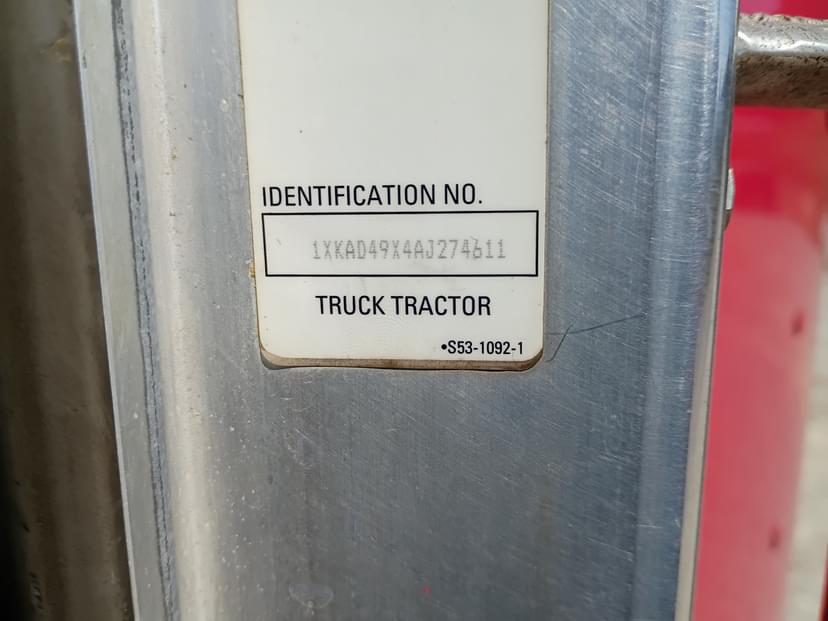 IDENTIFICATION NO.
1XKAD49X4AJ274611
TRUCK TRACTOR
•S53-1092-1